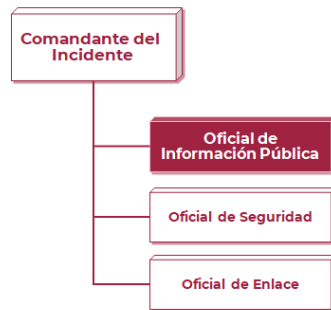 Comandante del
Incidente
Oficial de
Información Pública
Oficial de Seguridad
Oficial de Enlace